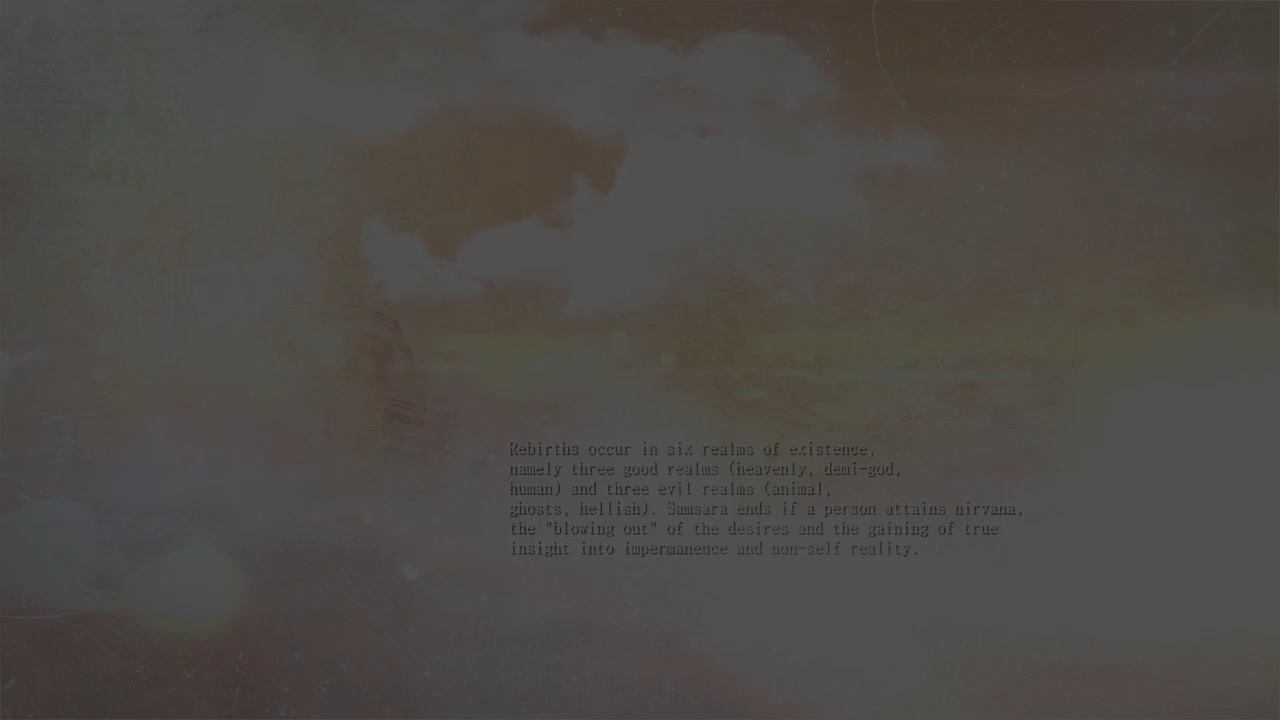 Rebirths occur in six realms of existence,
namely three good realms (heavenly, demi-god,
human) and three evil realms (animal,
ghosts, hellish). Samsara ends if a person attains nirvana,
the "blowing out" of the desires and the gaining of true
insight into impermanence and non-self reality.